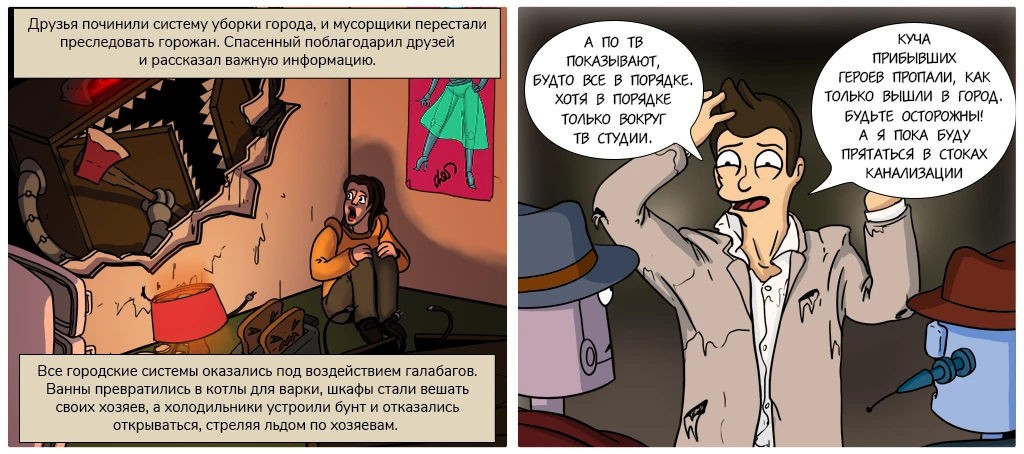 Друзья починили систему уборки города, и мусорщики перестали
преследовать горожан. Спасенный поблагодарил друзей
и рассказал важную информацию.
Все городские системы оказались под воздействием галабагов.
Ванны превратились в котлы для варки, шкафы стали вешать
своих хозяев, а холодильники устроили бунт и отказались
открываться, стреляя льдом по хозяевам.
А ПО ТВ
ПОКАЗЫВАЮТ,
БУДТО ВСЕ В ПОРЯДКЕ.
ХОТЯ В ПОРЯДКЕ
ТОЛЬКО ВОКРУГ
ТВ СТУДИИ.
КУЧА
ПРИБЫВШИХ
ГЕРОЕВ ПРОПАЛИ, КАК
ТОЛЬКО ВЫШЛИ В ГОРОД.
БУДЬТЕ ОСТОРОЖНЫ!
А Я ПОКА БУДУ
ПРЯТАТЬСЯ В СТОКАХ
КАНАЛИЗАЦИИ